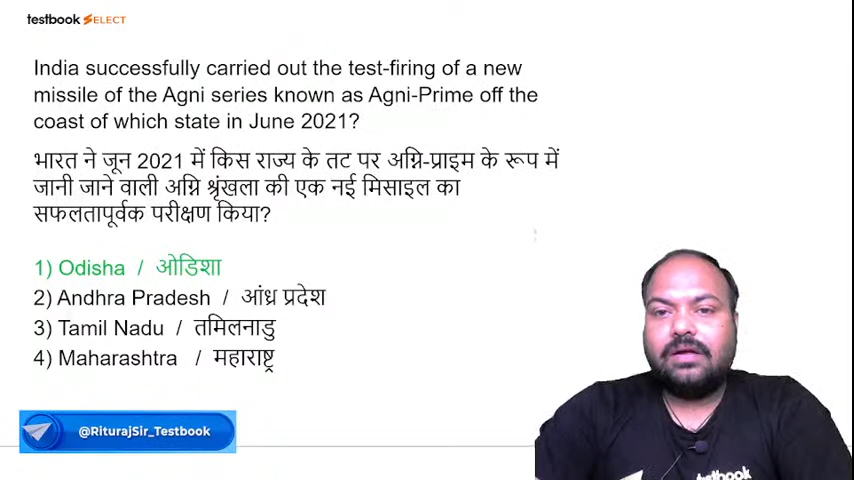 testbook SELECT
India successfully carried out the test-firing of a new
missile of the Agni series known as Agni-Prime off the
coast of which state in June 2021?
भारत ने जून 2021 में किस राज्य के तट पर अग्नि-प्राइम के रूप में
जानी जाने वाली अग्नि श्रृंखला की एक नई मिसाइल का
सफलतापूर्वक परीक्षण किया?
1) Odisha / ओडिशा
2) Andhra Pradesh / आंध्र प्रदेश
3) Tamil Nadu / तमिलनाडु
4) Maharashtra / महाराष्ट्र
@RiturajSir_Testbook
testbook